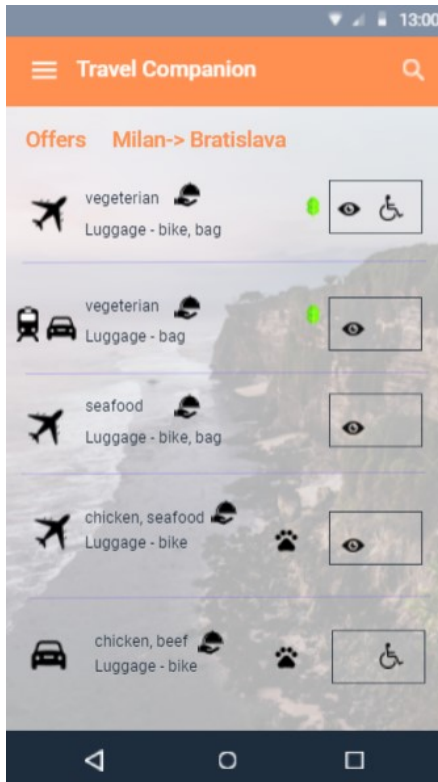 13:00
Travel Companion
Offers Milan-> Bratislava
vegeterian
Luggage - bike, bag
vegeterian
Luggage - bag
seafood
Luggage - bike, bag
chicken, seafood
Luggage - bike
chicken, beef
Luggage - bike